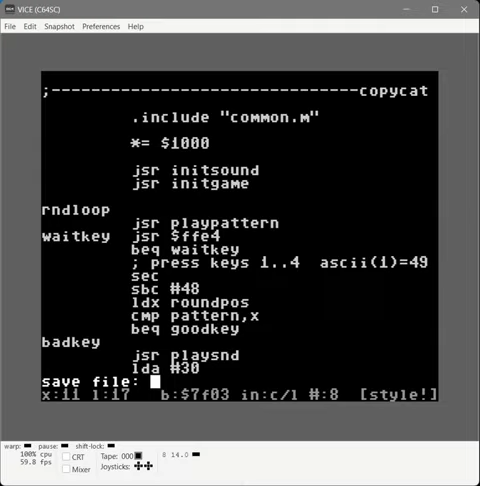 VICE (C64SC)
File Edit Snapshot Preferences Help
;-------------------------------copycat
.include "common.m"
*= $1000
jsr initsound
jsr initgame
rndloop
jsr playpattern
waitkey jsr $ffe4
beq waitkey
; press keys 1..4 ascii(1)=49
sec
sbc #48
ldx roundpos
cmp pattern,x
beq goodkey
badkey
jsr playsnd
lda #30
save file:
x:11 l:17 b:$7f03 in:c/l #:8 [style!]
warp: pause: shift-lock:
100% cpu CRT Tape: 000 8 14.0
59.8 fps Mixer Joysticks: